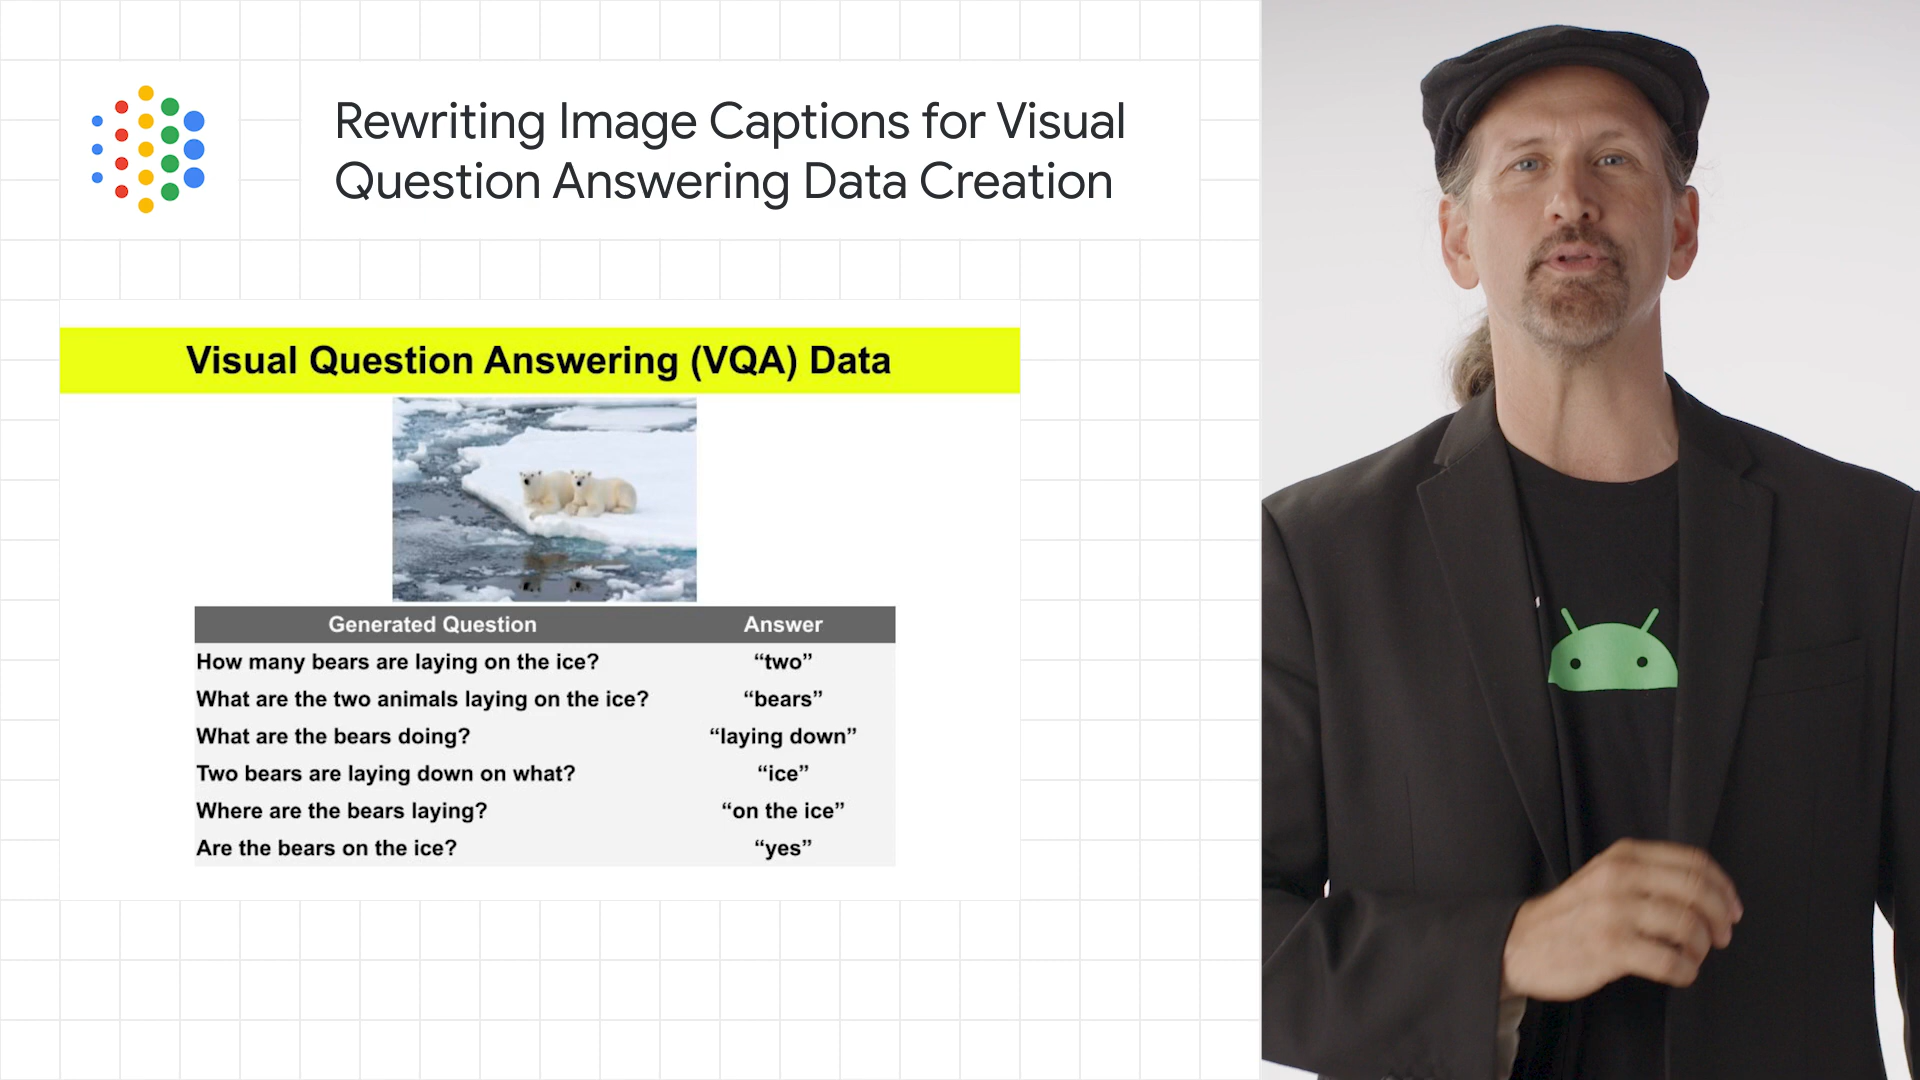 Rewriting Image Captions for Visual
Question Answering Data Creation
Visual Question Answering (VQA) Data
Generated Question Answer
How many bears are laying on the ice? “two”
What are the two animals laying on the ice? “bears”
What are the bears doing? “laying down”
Two bears are laying down on what? “ice”
Where are the bears laying? “on the ice”
Are the bears on the ice? “yes”